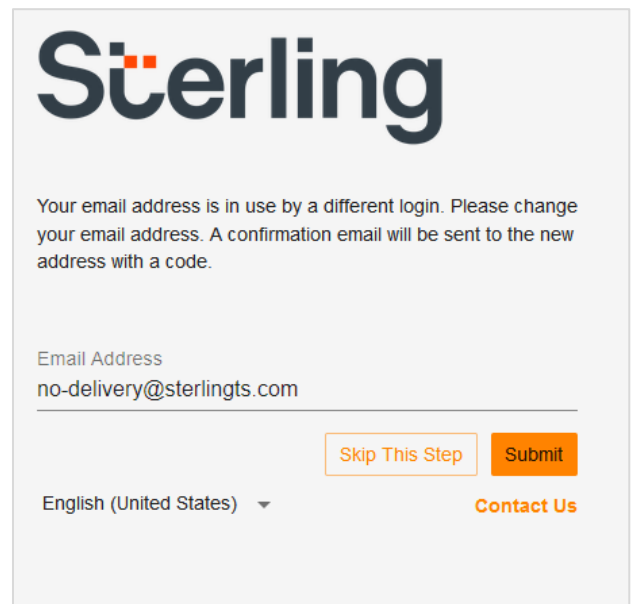 Sterling
Your email address is in use by a different login. Please change
your email address. A confirmation email will be sent to the new
address with a code.
Email Address
no-delivery@sterlingts.com
Skip This Step Submit
English (United States) Contact Us